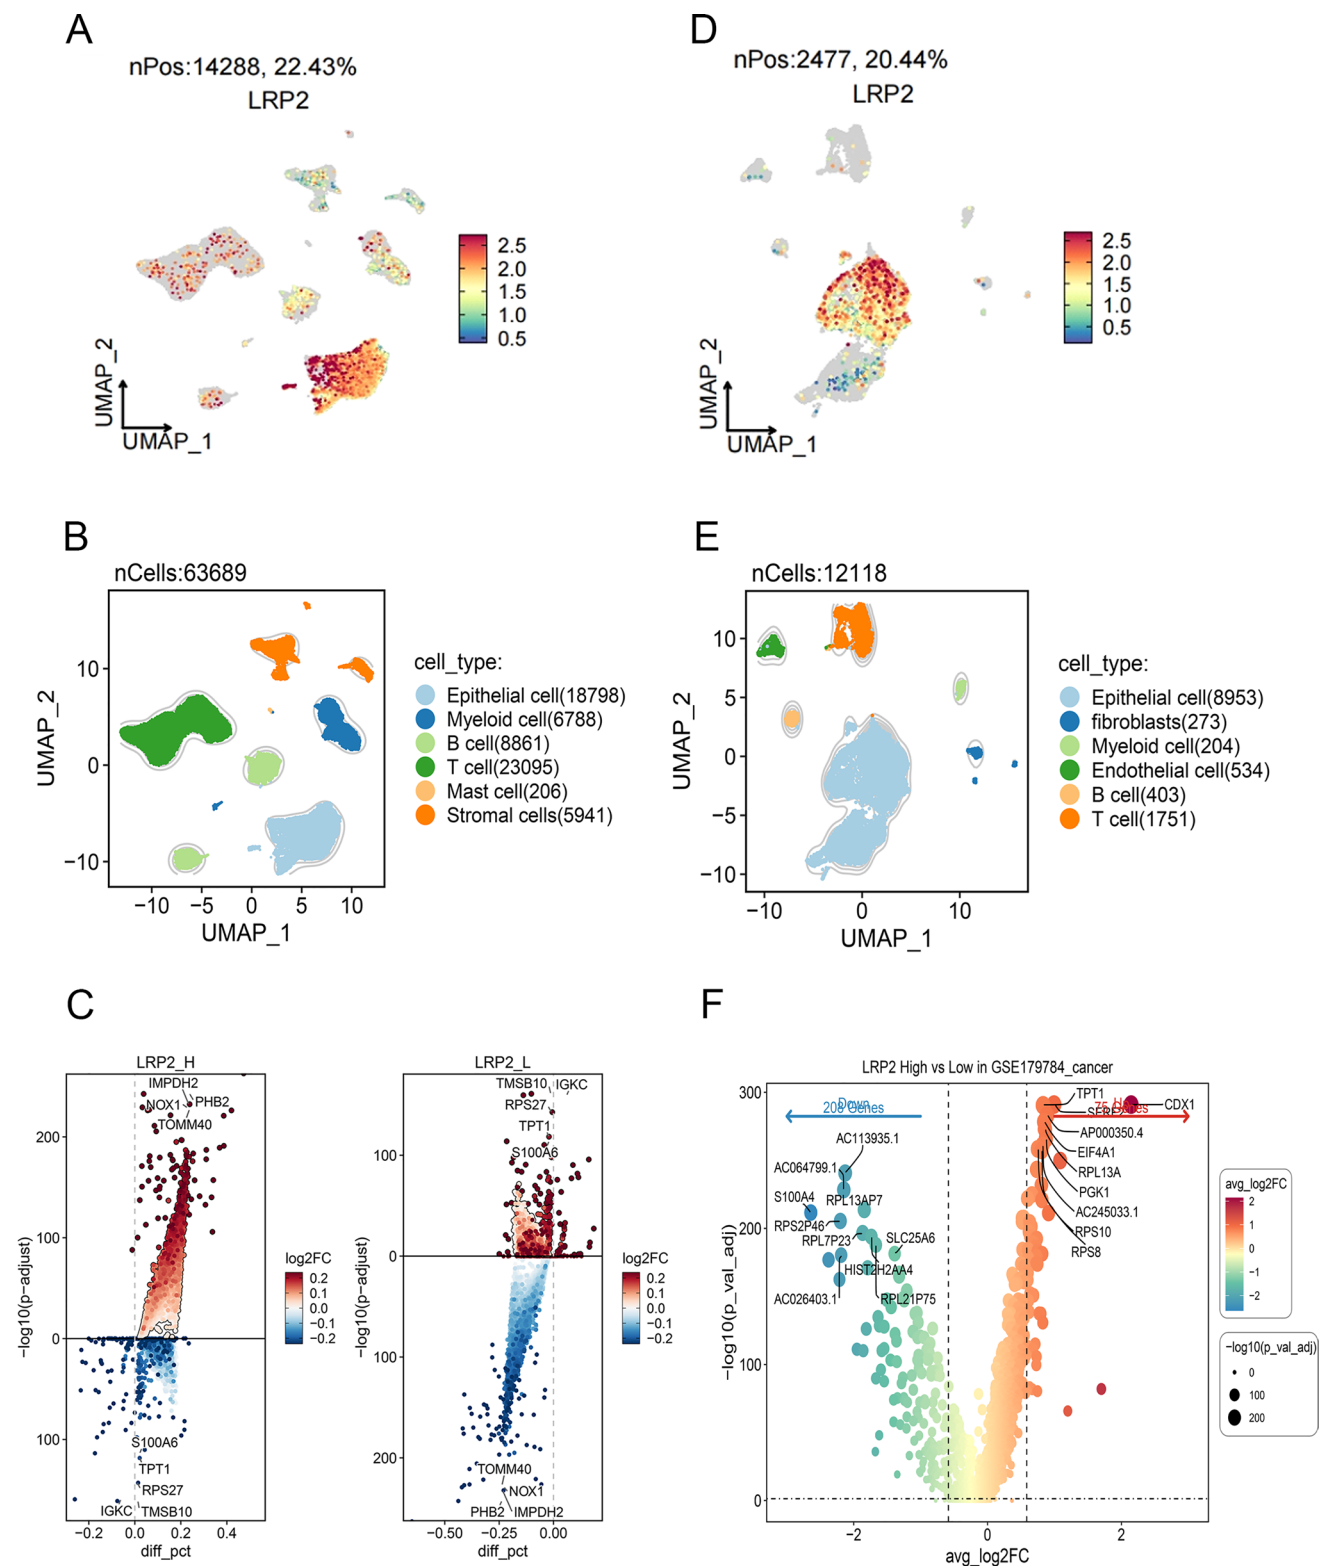 A
nPos:14288, 22.43%
LRP2
2.5
2.0
1.5
1.0
0.5
UMAP_2
UMAP_1
D
nPos:2477, 20.44%
LRP2
2.5
2.0
1.5
1.0
0.5
UMAP_2
UMAP_1
B
nCells:63689
10
0
−10
UMAP_2
−10
−5
0
5
10
UMAP_1
cell_type:
Epithelial cell(18798)
Myeloid cell(6788)
B cell(8861)
T cell(23095)
Mast cell(206)
Stromal cells(5941)
E
nCells:12118
10
5
0
−5
−10
UMAP_2
−10
0
10
UMAP_1
cell_type:
Epithelial cell(8953)
fibroblasts(273)
Myeloid cell(204)
Endothelial cell(534)
B cell(403)
T cell(1751)
C
LRP2_H
IMPDH2
NOX1
PHB2
TOMM40
200
100
0
100
−log10(p−adjust)
S100A6
TPT1
RPS27
IGKC
TMSB10
−0.2
0.0
0.2
0.4
diff_pct
log2FC
0.2
0.1
0.0
−0.1
−0.2
LRP2_L
TMSB10
IGKC
RPS27
TPT1
S100A6
100
0
100
200
−log10(p−adjust)
TOMM40
NOX1
PHB2
IMPDH2
−0.50
−0.25
0.00
diff_pct
log2FC
0.2
0.1
0.0
−0.1
−0.2
F
LRP2 High vs Low in GSE179784_cancer
300
200
100
0
−log10(p_val_adj)
Down
208 Genes
75 Genes
TPT1
CDX1
AP000350.4
EIF4A1
RPL13A
PGK1
AC245033.1
RPS10
RPS8
AC113935.1
AC064799.1
S100A4
RPL13AP7
RPS2P46
RPL7P23
SLC25A6
HIST2H2AA4
AC026403.1
RPL21P75
−2
0
2
avg_log2FC
avg_log2FC
2
1
0
−1
−2
−log10(p_val_adj)
0
100
200